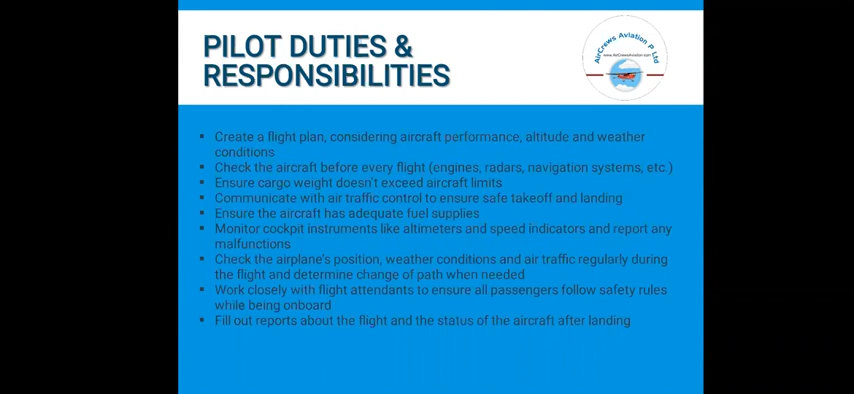 PILOT DUTIES &
RESPONSIBILITIES
AirCrews Aviation P Ltd
www.AirCrewsAviation.com
▪ Create a flight plan, considering aircraft performance, altitude and weather
conditions
▪ Check the aircraft before every flight (engines, radars, navigation systems, etc.)
▪ Ensure cargo weight doesn't exceed aircraft limits
▪ Communicate with air traffic control to ensure safe takeoff and landing
▪ Ensure the aircraft has adequate fuel supplies
▪ Monitor cockpit instruments like altimeters and speed indicators and report any
malfunctions
▪ Check the airplane's position, weather conditions and air traffic regularly during
the flight and determine change of path when needed
▪ Work closely with flight attendants to ensure all passengers follow safety rules
while being onboard
▪ Fill out reports about the flight and the status of the aircraft after landing